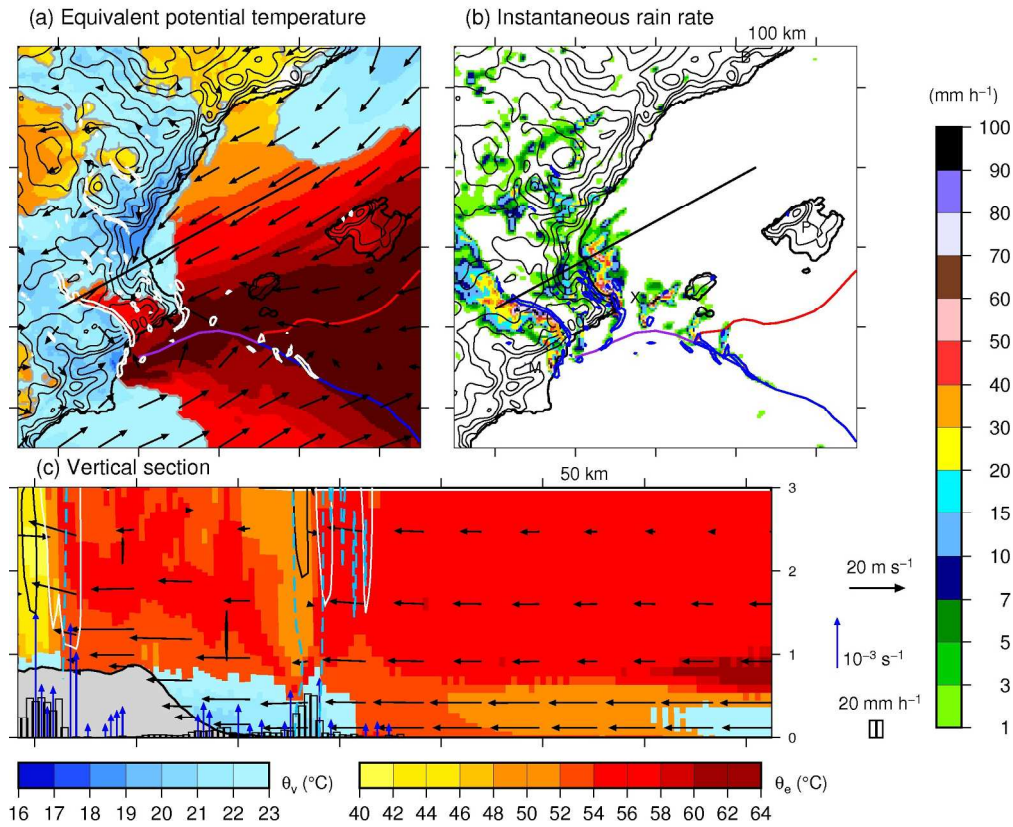 (a) Equivalent potential temperature
(b) Instantaneous rain rate
100 km
(mm h⁻¹)
100
90
80
70
60
50
40
30
20
15
10
7
5
3
1
X
M
(c) Vertical section
50 km
3
2
1
0
20 m s⁻¹
10⁻³ s⁻¹
20 mm h⁻¹
θᵥ (°C)
16 17 18 19 20 21 22 23
θₑ (°C)
40 42 44 46 48 50 52 54 56 58 60 62 64